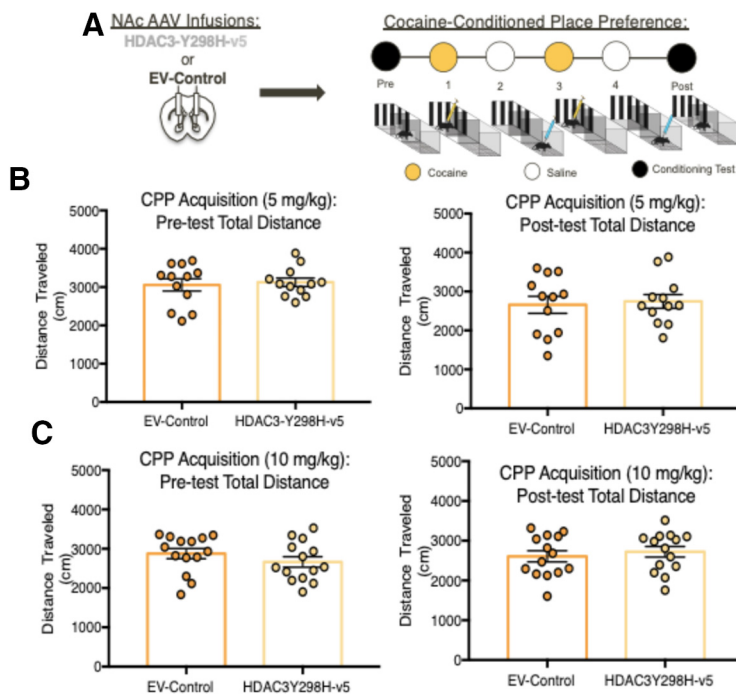 A
NAc AAV Infusions:
HDAC3-Y298H-v5
or
EV-Control
Cocaine-Conditioned Place Preference:
Pre 1 2 3 4 Post
Cocaine Saline Conditioning Test
B
CPP Acquisition (5 mg/kg):
Pre-test Total Distance
Distance Traveled
(cm)
5000
4000
3000
2000
1000
0
EV-Control HDAC3-Y298H-v5
CPP Acquisition (5 mg/kg):
Post-test Total Distance
Distance Traveled
(cm)
5000
4000
3000
2000
1000
0
EV-Control HDAC3Y298H-v5
C
CPP Acquisition (10 mg/kg):
Pre-test Total Distance
Distance Traveled
(cm)
5000
4000
3000
2000
1000
0
EV-Control HDAC3Y298H-v5
CPP Acquisition (10 mg/kg):
Post-test Total Distance
Distance Traveled
(cm)
5000
4000
3000
2000
1000
0
EV-Control HDAC3Y298H-v5